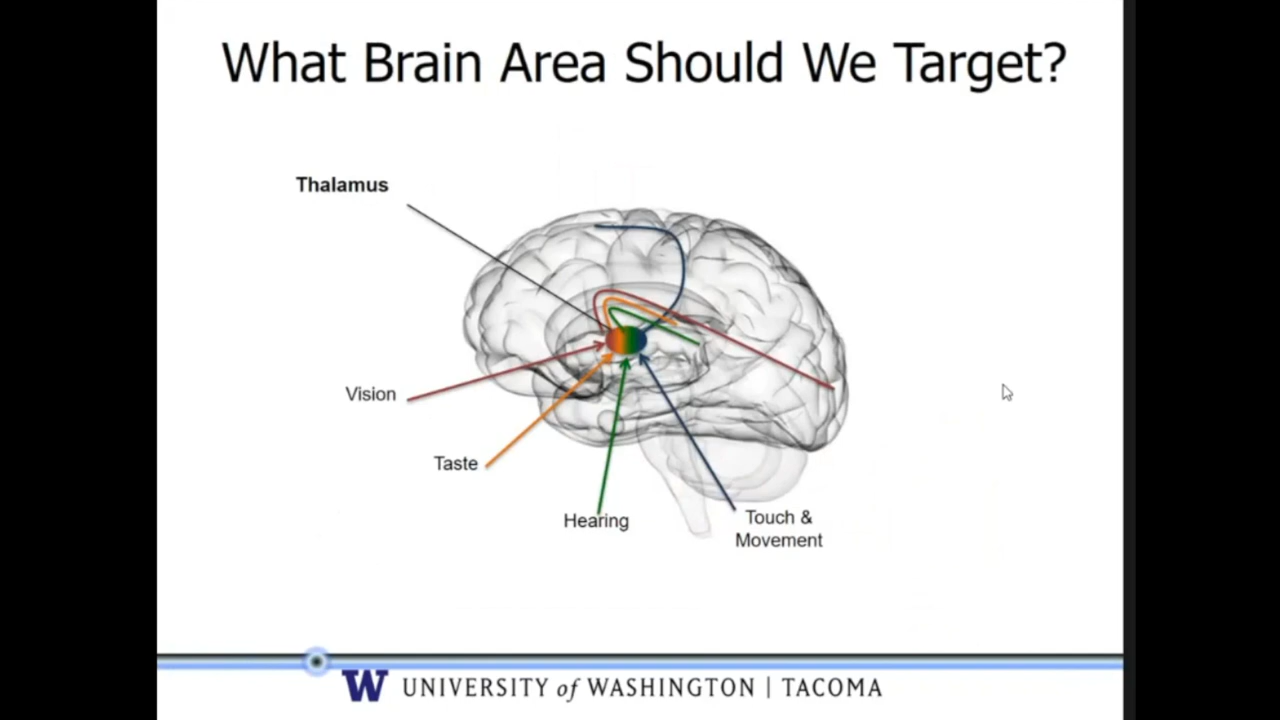 What Brain Area Should We Target?
Thalamus
Vision
Taste
Hearing
Touch &
Movement
W UNIVERSITY of WASHINGTON | TACOMA